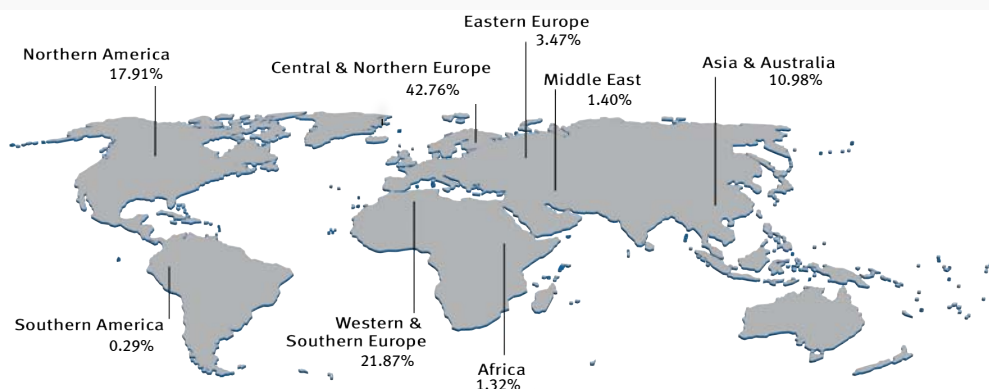 Eastern Europe
3.47%
Northern America
17.91%
Central & Northern Europe
42.76%
Middle East
1.40%
Asia & Australia
10.98%
Southern America
0.29%
Western &
Southern Europe
21.87%
Africa
1.32%